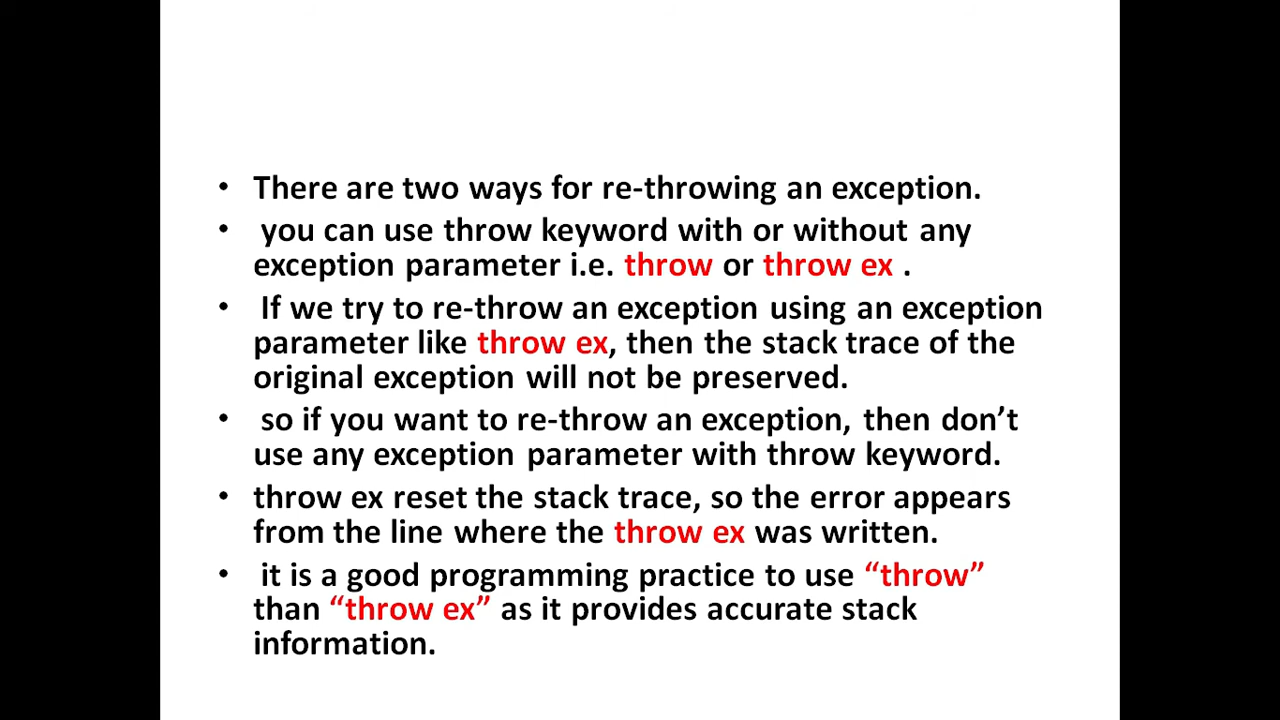 • There are two ways for re-throwing an exception.
• you can use throw keyword with or without any
exception parameter i.e. throw or throw ex .
• If we try to re-throw an exception using an exception
parameter like throw ex, then the stack trace of the
original exception will not be preserved.
• so if you want to re-throw an exception, then don’t
use any exception parameter with throw keyword.
• throw ex reset the stack trace, so the error appears
from the line where the throw ex was written.
• it is a good programming practice to use “throw”
than “throw ex” as it provides accurate stack
information.